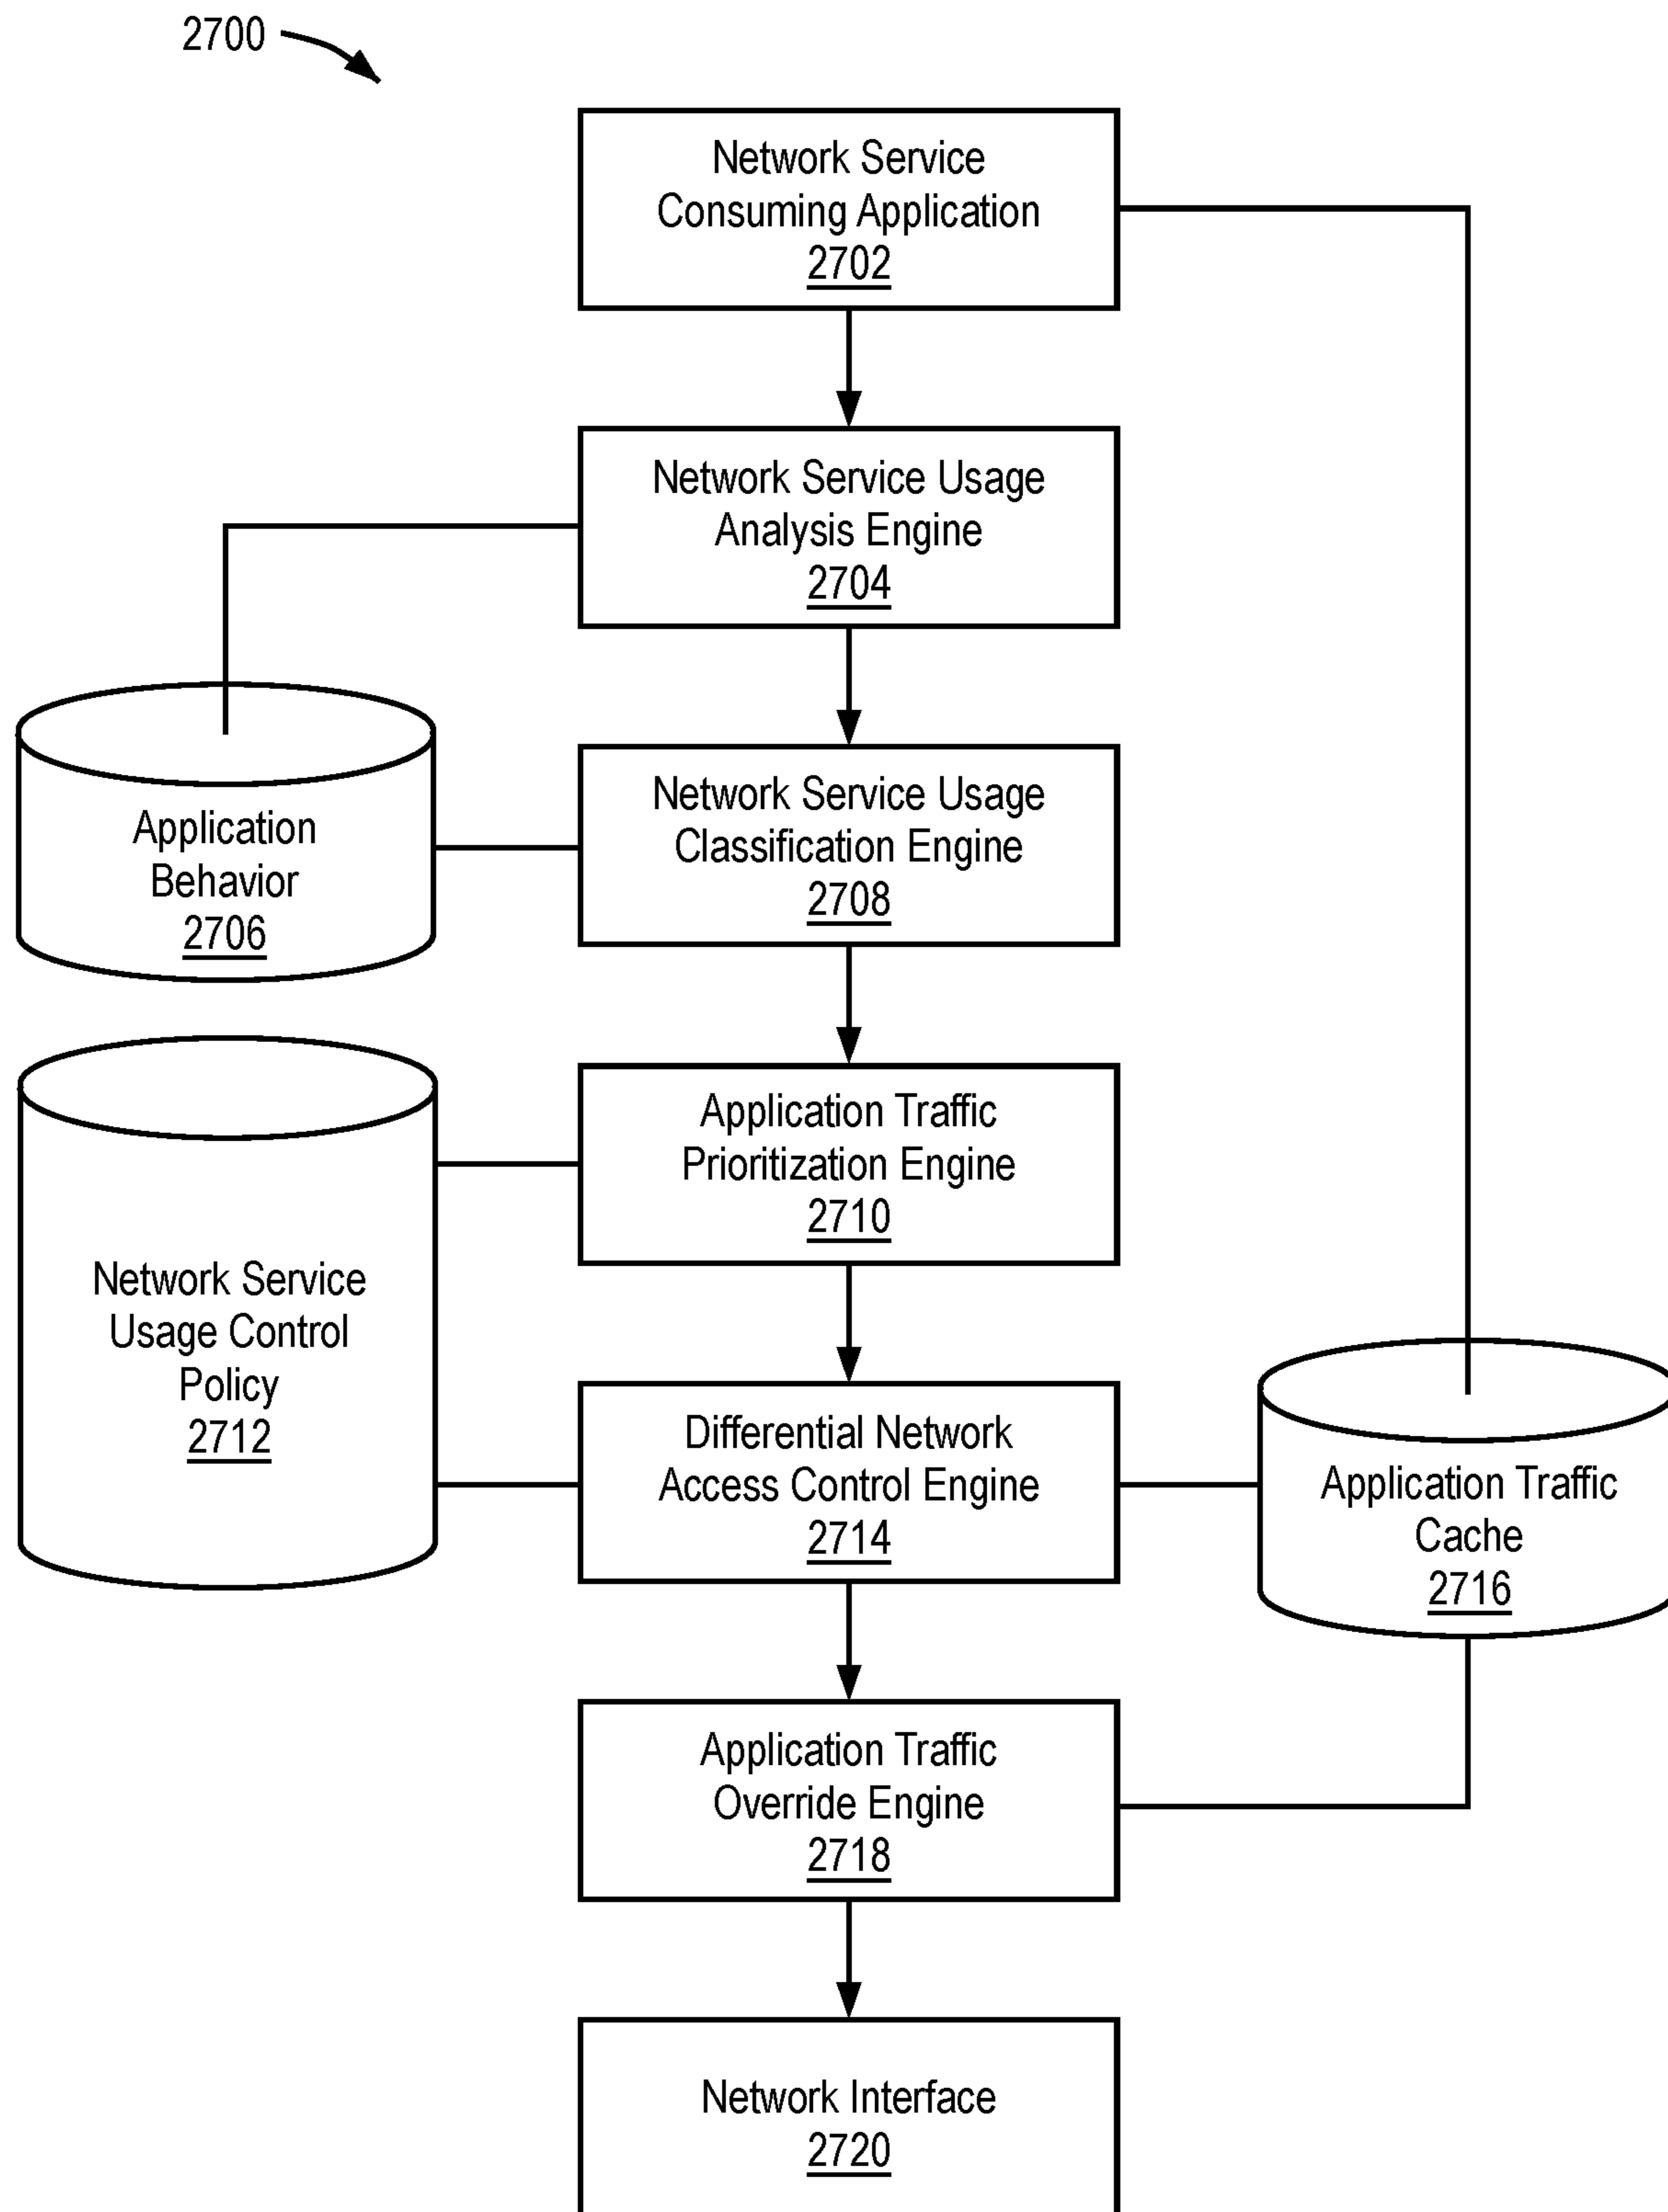 2700
Network Service
Consuming Application
2702
Network Service Usage
Analysis Engine
2704
Application
Behavior
2706
Network Service Usage
Classification Engine
2708
Application Traffic
Prioritization Engine
2710
Network Service
Usage Control
Policy
2712
Differential Network
Access Control Engine
2714
Application Traffic
Cache
2716
Application Traffic
Override Engine
2718
Network Interface
2720